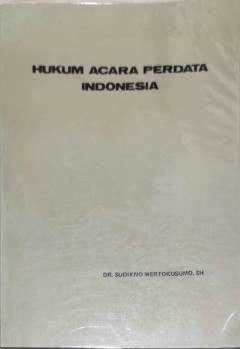 HUKUM ACARA PERDATA
INDONESIA
DR. SUDIKNO MERTOKUSUMO, SH